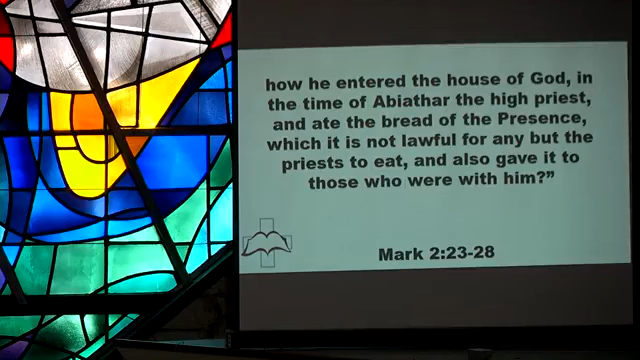 how he entered the house of God, in
the time of Abiathar the high priest,
and ate the bread of the Presence,
which it is not lawful for any but the
priests to eat, and also gave it to
those who were with him?”
Mark 2:23-28